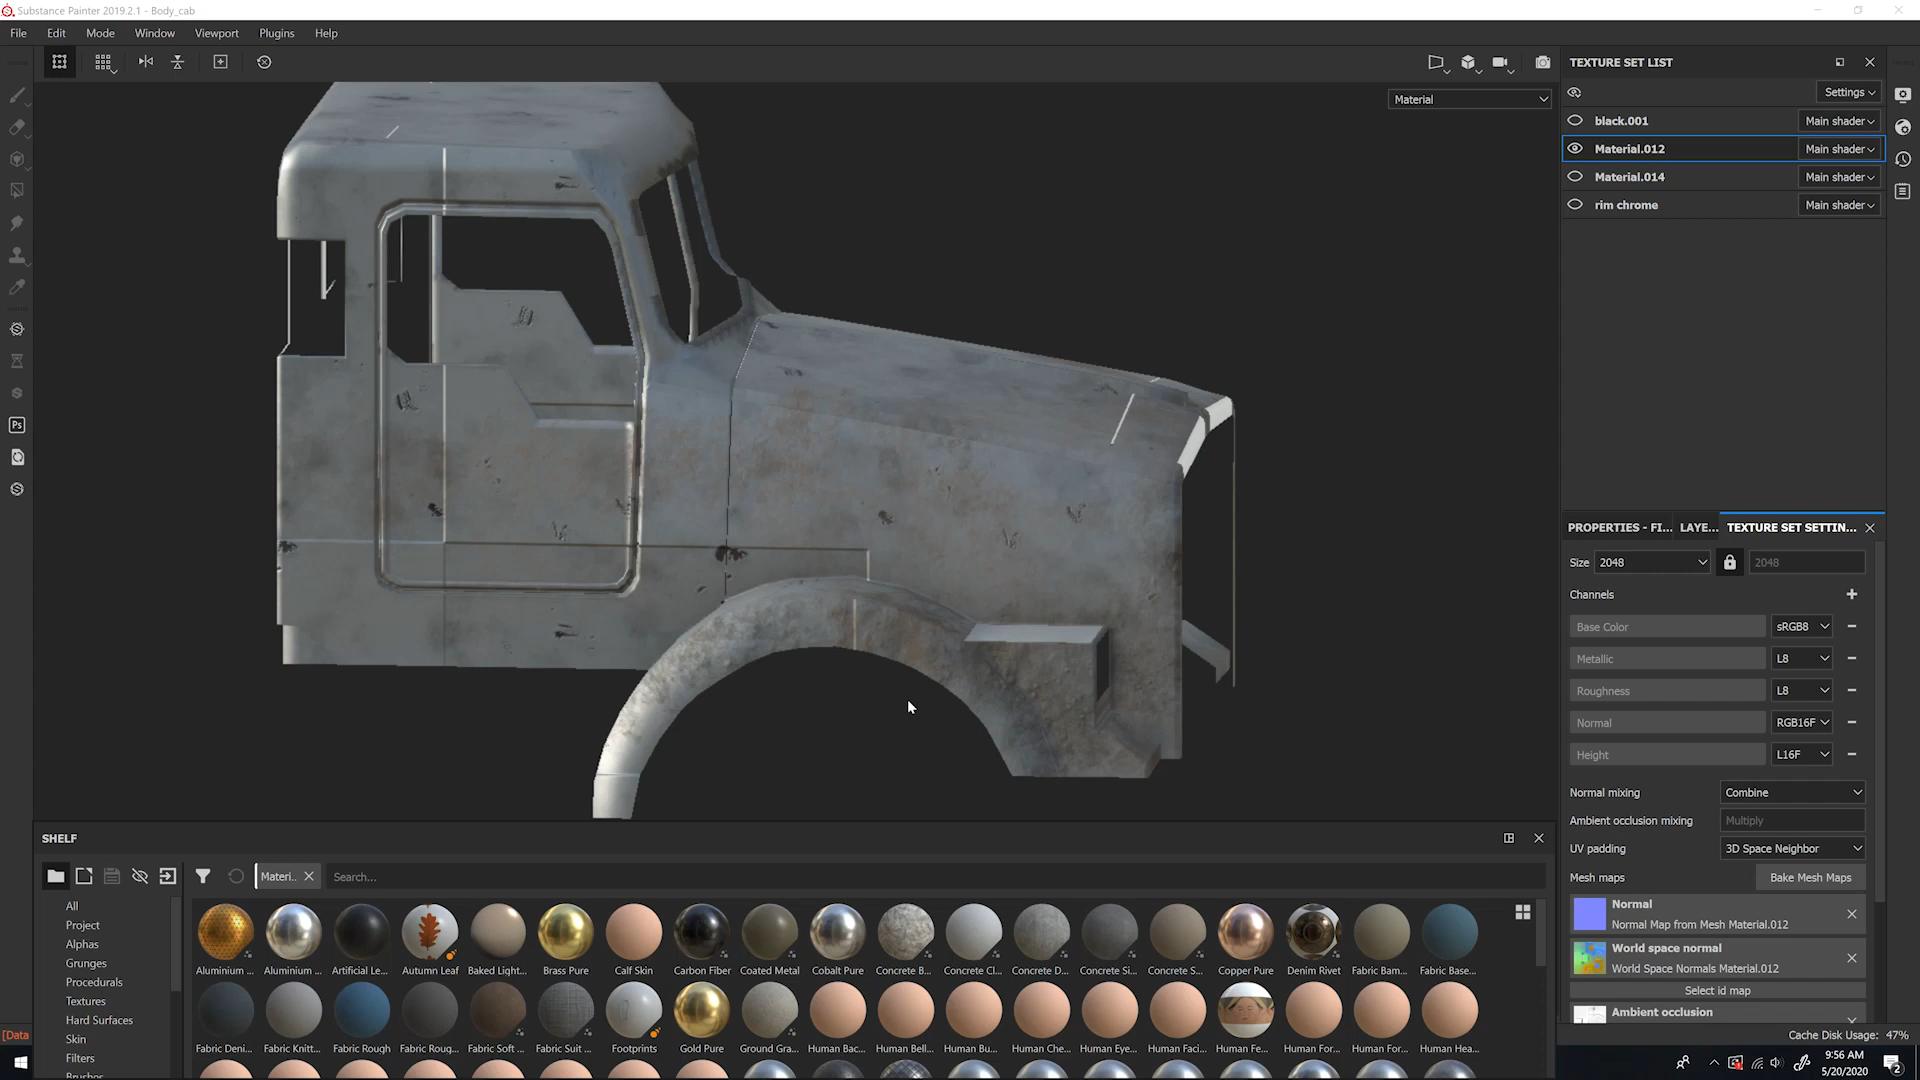 Substance Painter 2019.2.1 - Body_cab
File Edit Mode Window Viewport Plugins Help
Material
TEXTURE SET LIST
Settings
black.001 Main shader
Material.012 Main shader
Material.014 Main shader
rim chrome Main shader
PROPERTIES - FI... LAYE... TEXTURE SET SETTIN...
Size 2048 2048
Channels
Base Color sRGB8
Metallic L8
Roughness L8
Normal RGB16F
Height L16F
Normal mixing Combine
Ambient occlusion mixing Multiply
UV padding 3D Space Neighbor
Mesh maps Bake Mesh Maps
Normal
Normal Map from Mesh Material.012
World space normal
World Space Normals Material.012
Select id map
Ambient occlusion
Ps
SHELF
Materi... Search...
All
Project
Alphas
Grunges
Procedurals
Textures
Hard Surfaces
Skin
Filters
Brushes
Aluminium ... Aluminium ... Artificial Le... Autumn Leaf Baked Light... Brass Pure Calf Skin Carbon Fiber Coated Metal Cobalt Pure Concrete B... Concrete Cl... Concrete D... Concrete Si... Concrete S... Copper Pure Denim Rivet Fabric Bam... Fabric Base...
Fabric Deni... Fabric Knitt... Fabric Rough Fabric Roug... Fabric Soft ... Fabric Suit ... Footprints Gold Pure Ground Gra... Human Bac... Human Bell... Human Bu... Human Che... Human Eye... Human Faci... Human Fe... Human For... Human For... Human Hea...
[Data
Cache Disk Usage: 47%
9:56 AM
5/20/2020
2